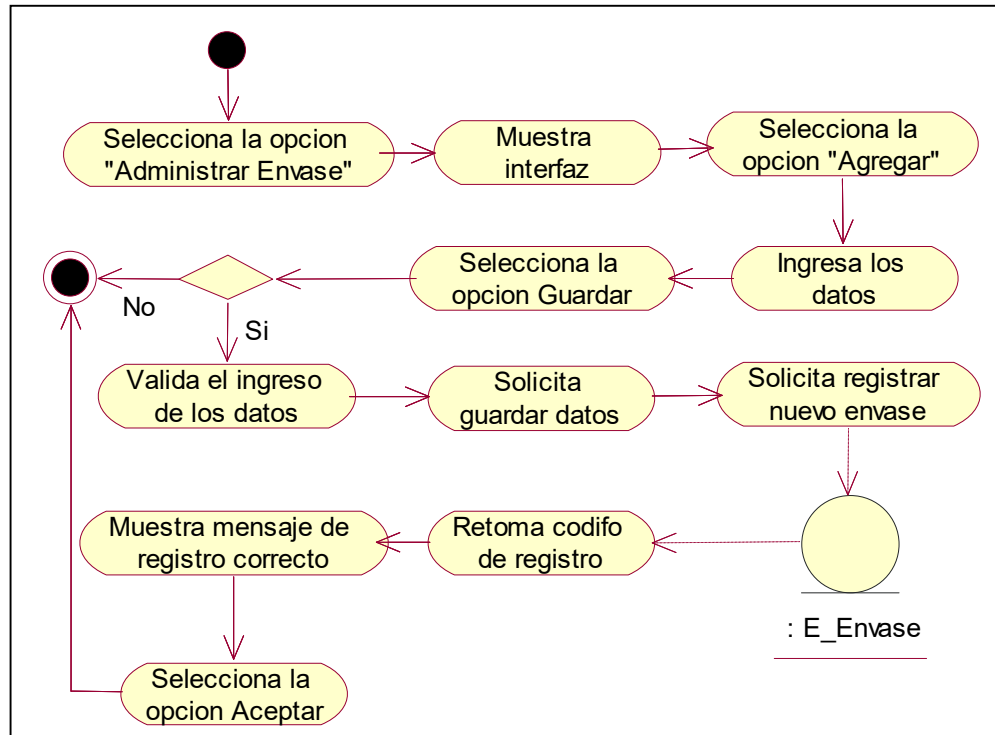 Selecciona la opcion
"Administrar Envase"
Muestra
interfaz
Selecciona la
opcion "Agregar"
Ingresa los
datos
Selecciona la
opcion Guardar
No
Si
Valida el ingreso
de los datos
Solicita
guardar datos
Solicita registrar
nuevo envase
: E_Envase
Retoma codifo
de registro
Muestra mensaje de
registro correcto
Selecciona la
opcion Aceptar